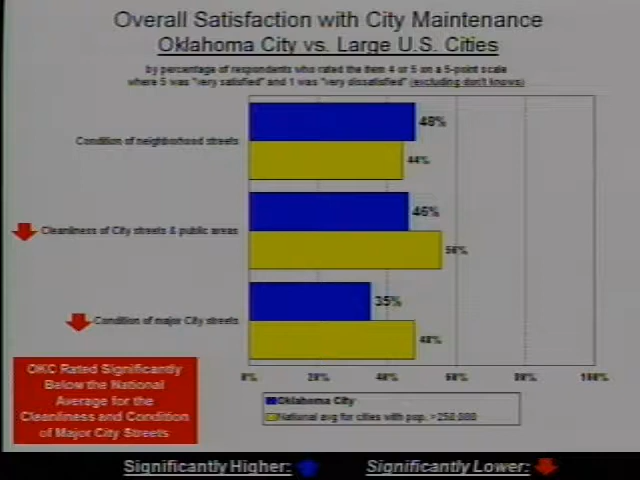 Overall Satisfaction with City Maintenance
Oklahoma City vs. Large U.S. Cities
by percentage of respondents who rated the item 4 or 5 on a 5-point scale
where 5 was "very satisfied" and 1 was "very dissatisfied" (excluding don't knows)
Condition of neighborhood streets
48%
44%
Cleanliness of City streets & public areas
46%
56%
Condition of major City streets
35%
48%
0% 20% 40% 60% 80% 100%
OKC Rated Significantly
Below the National
Average for the
Cleanliness and Condition
of Major City Streets
Oklahoma City
National avg for cities with pop. >250,000
Significantly Higher: Significantly Lower: